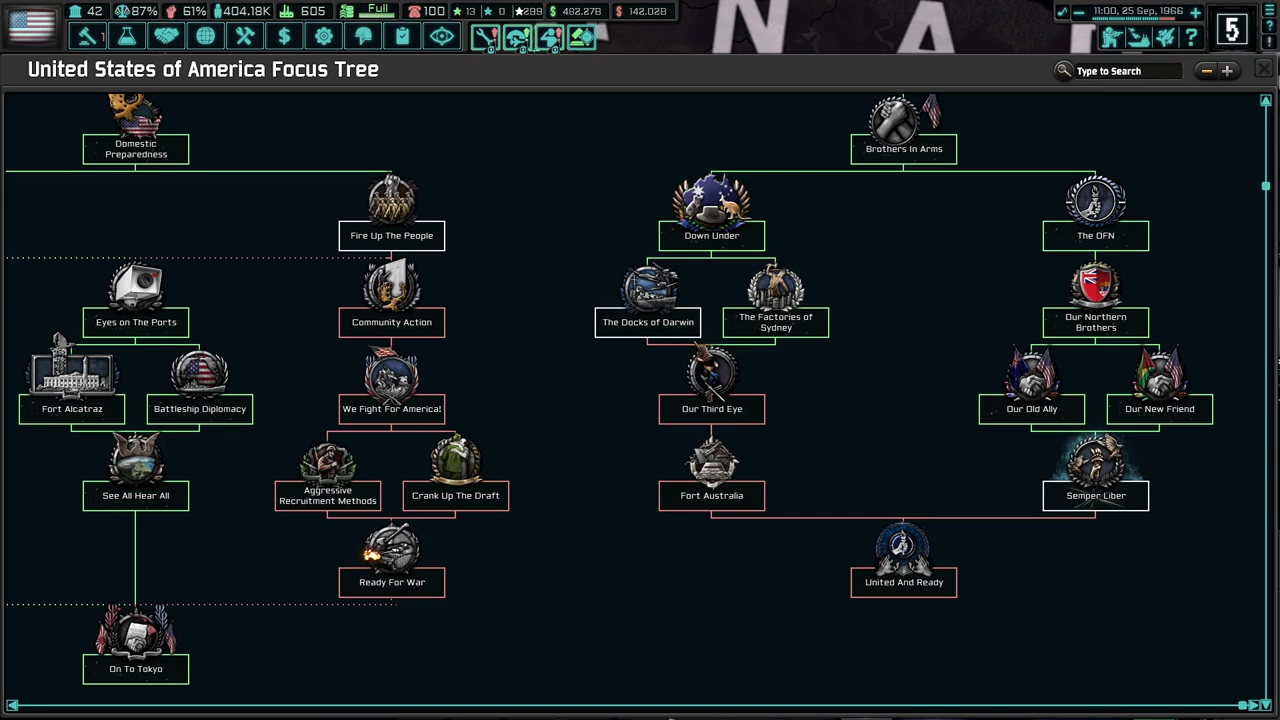 42 87% 61% 404.18K 605 Full 100 13 0 299 $ 482.27B $ 142.02B
11:00, 25 Sep, 1966
5
N A
United States of America Focus Tree
Type to Search
Domestic
Preparedness
Brothers In Arms
Fire Up The People
Down Under
The OFN
Eyes on The Ports
Community Action
The Docks of Darwin
The Factories of
Sydney
Our Northern
Brothers
Fort Alcatraz
Battleship Diplomacy
We Fight For America!
Our Third Eye
Our Old Ally
Our New Friend
See All Hear All
Aggressive
Recruitment Methods
Crank Up The Draft
Fort Australia
Semper Liber
Ready For War
United And Ready
On To Tokyo